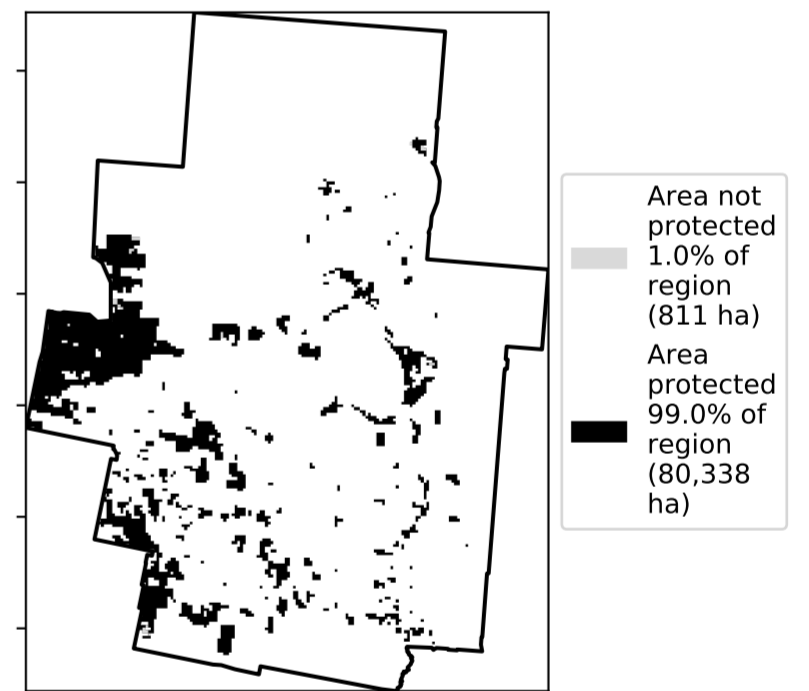 Area not
protected
1.0% of
region
(811 ha)
Area
protected
99.0% of
region
(80,338
ha)